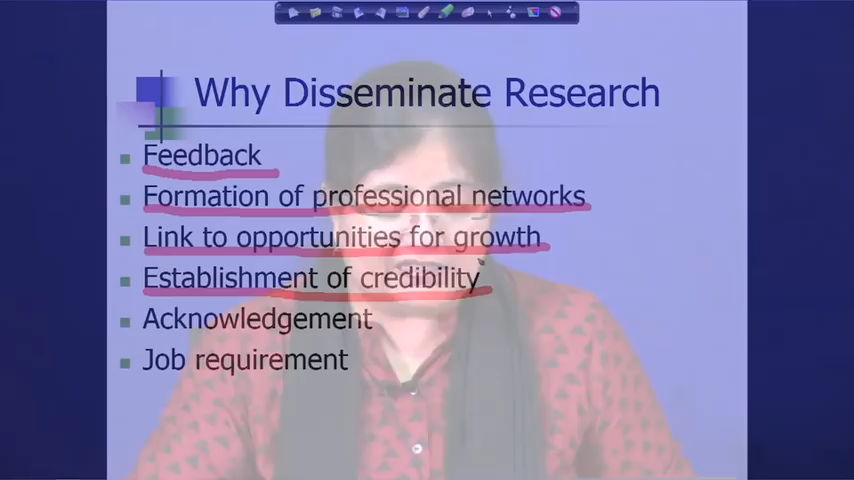 Why Disseminate Research
Feedback
Formation of professional networks
Link to opportunities for growth
Establishment of credibility
Acknowledgement
Job requirement